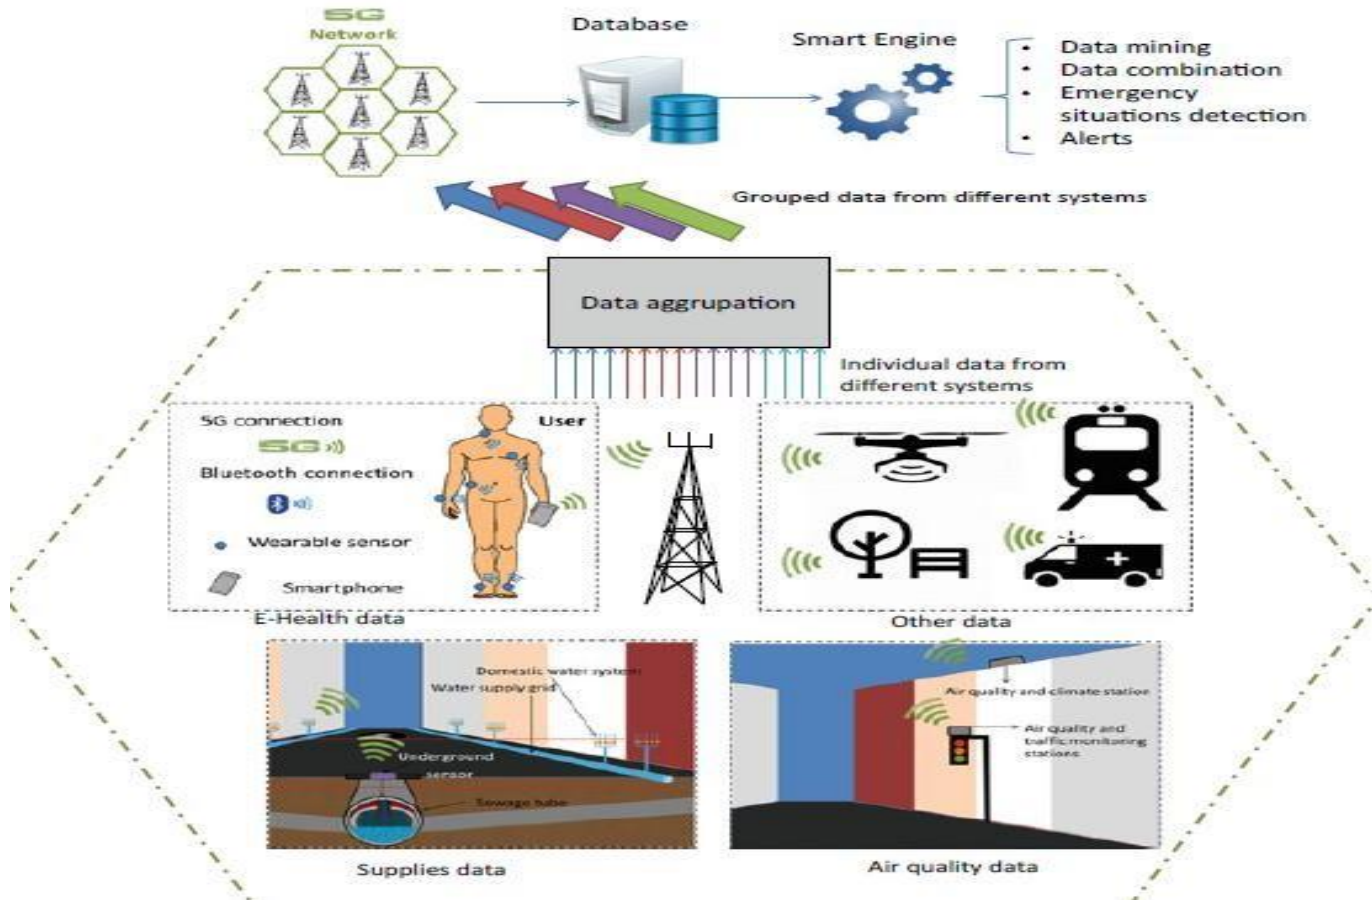 5G
Network
Database
Smart Engine
• Data mining
• Data combination
• Emergency
situations detection
• Alerts
Grouped data from different systems
Data aggrupation
Individual data from
different systems
5G connection
5G
Bluetooth connection
Wearable sensor
Smartphone
User
E-Health data
Other data
Domestic water system
Water supply grid
Underground
sensor
Sewage tube
Supplies data
Air quality and climate station
Air quality and
traffic monitoring
stations
Air quality data